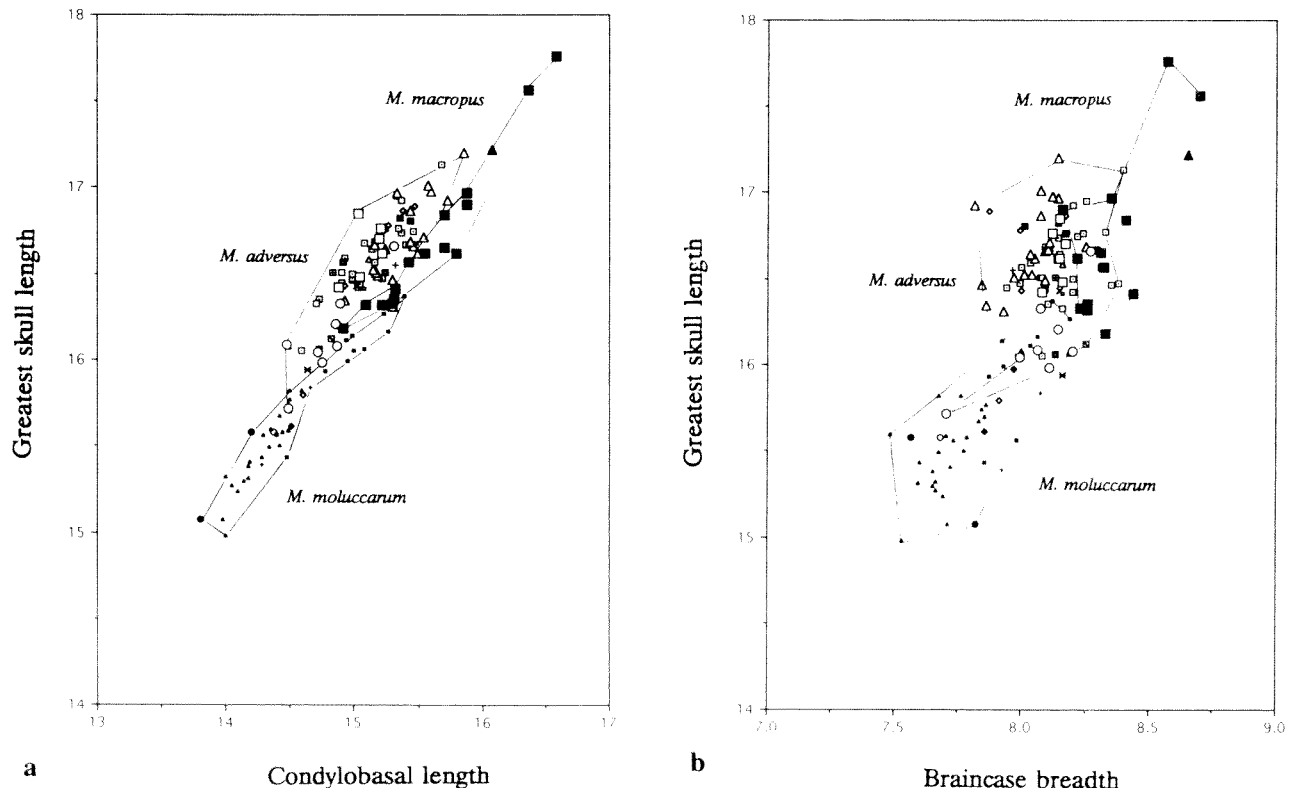 18
17
16
15
14
13
14
15
16
17
Greatest skull length
Condylobasal length
M. macropus
M. adversus
M. moluccarum
a
18
17
16
15
14
7.0
7.5
8.0
8.5
9.0
Greatest skull length
Braincase breadth
M. macropus
M. adversus
M. moluccarum
b